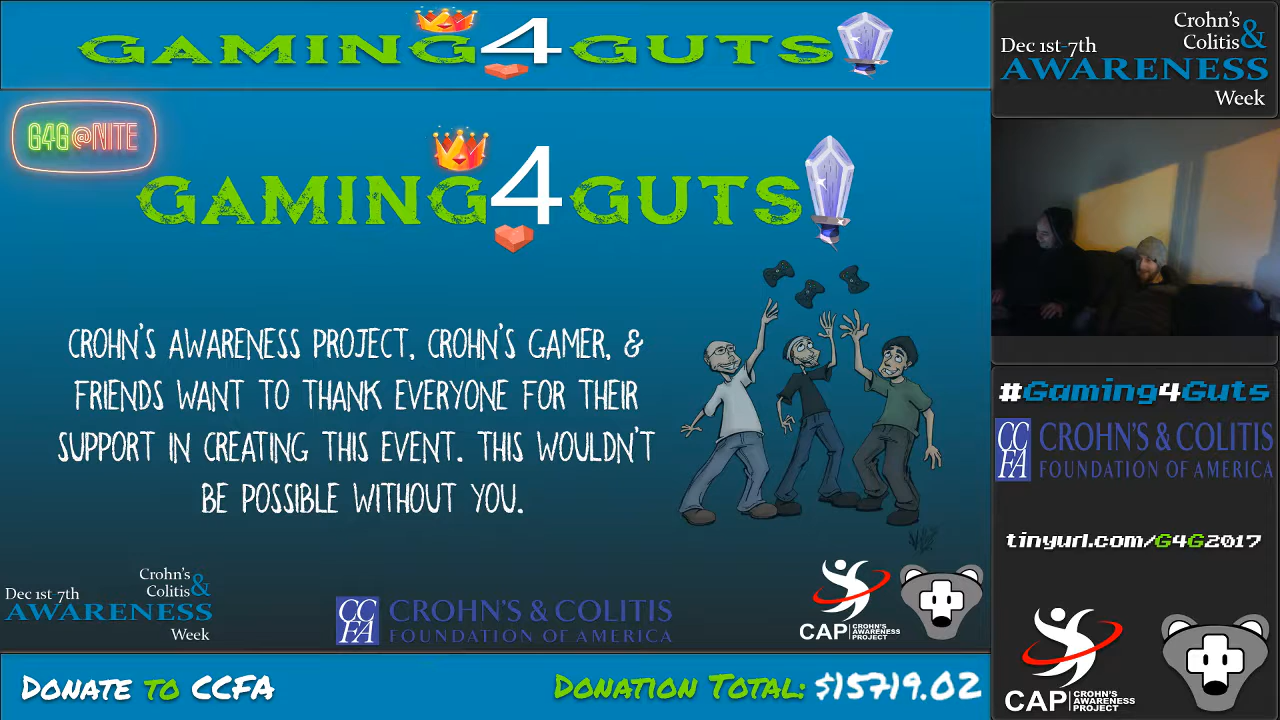 GAMING4GUTS
Crohn's
& Colitis
Dec 1st-7th
AWARENESS
Week
G4G@NITE
GAMING4GUTS
CROHN'S AWARENESS PROJECT, CROHN'S GAMER, &
FRIENDS WANT TO THANK EVERYONE FOR THEIR
SUPPORT IN CREATING THIS EVENT. THIS WOULDN'T
BE POSSIBLE WITHOUT YOU.
#Gaming4Guts
CCFA CROHN'S & COLITIS
FOUNDATION OF AMERICA
tinyurl.com/G4G2017
Crohn's
Colitis &
Dec 1st-7th
AWARENESS
Week
CCFA CROHN'S & COLITIS
FOUNDATION OF AMERICA
CAP CROHN'S
AWARENESS
PROJECT
CAP CROHN'S
AWARENESS
PROJECT
DONATE TO CCFA
DONATION TOTAL: $15719.02